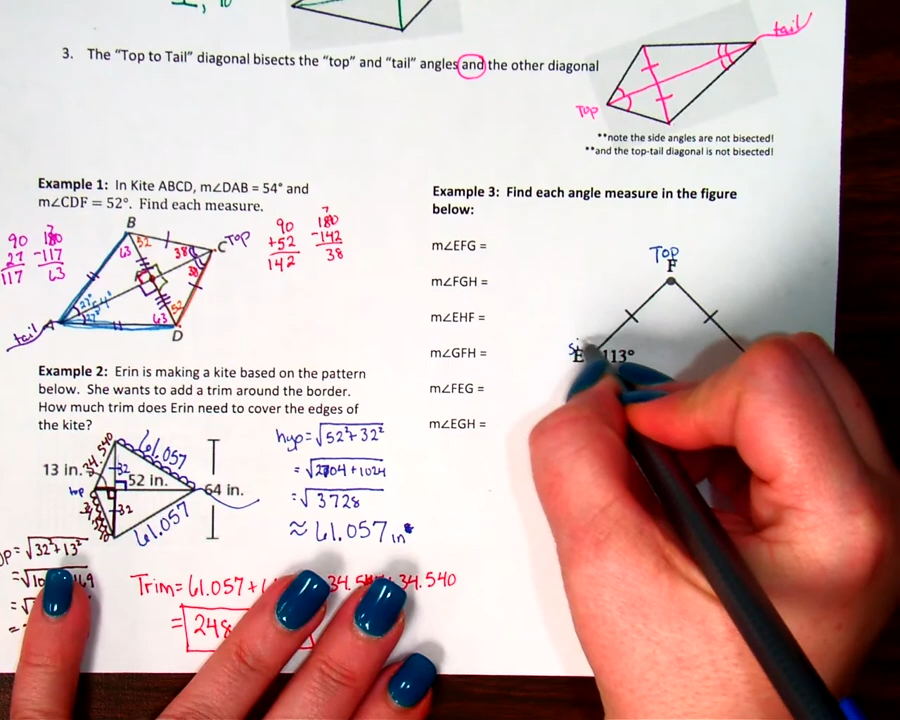 3. The “Top to Tail” diagonal bisects the “top” and “tail” angles and the other diagonal
tail
Top
**note the side angles are not bisected!
**and the top-tail diagonal is not bisected!
Example 1: In Kite ABCD, m∠DAB = 54° and
m∠CDF = 52°. Find each measure.
90
27
117
180
-117
63
B
52
63
38
C TOP
27°
54°
27°
63
52
38
tail
D
90
+52
142
180
-142
38
Example 2: Erin is making a kite based on the pattern
below. She wants to add a trim around the border.
How much trim does Erin need to cover the edges of
the kite?
34.540
61.057
13 in.
32
52 in.
64 in.
top
32
61.057
hyp=√52²+32²
=√2704+1024
=√3728
≈ 61.057 in
=√32²+13²
Trim= 61.057+
34.540
= 248
Example 3: Find each angle measure in the figure
below:
m∠EFG =
m∠FGH =
m∠EHF =
m∠GFH =
m∠FEG =
m∠EGH =
TOP
F
E
113°